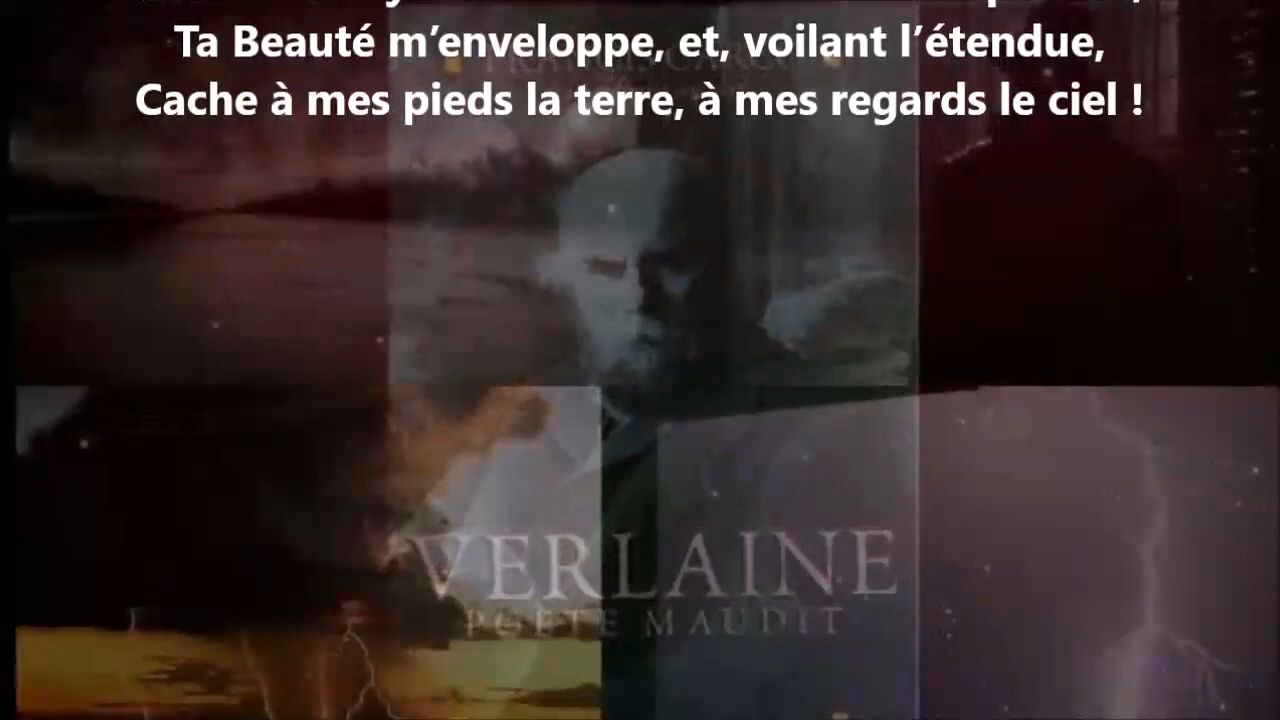 Ta Beauté m’enveloppe, et, voilant l’étendue,
Cache à mes pieds la terre, à mes regards le ciel !
VERLAINE
POÈTE MAUDIT